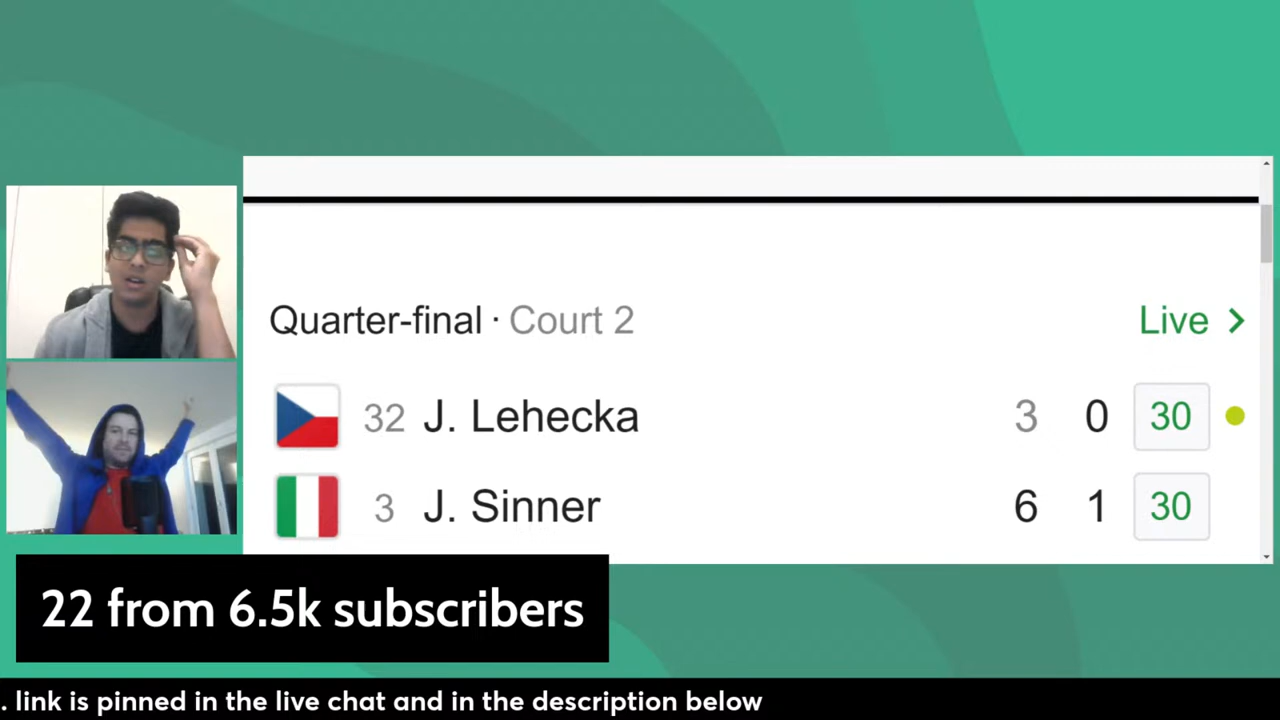 Quarter-final · Court 2
Live
32 J. Lehecka 3 0 30
3 J. Sinner 6 1 30
22 from 6.5k subscribers
. link is pinned in the live chat and in the description below